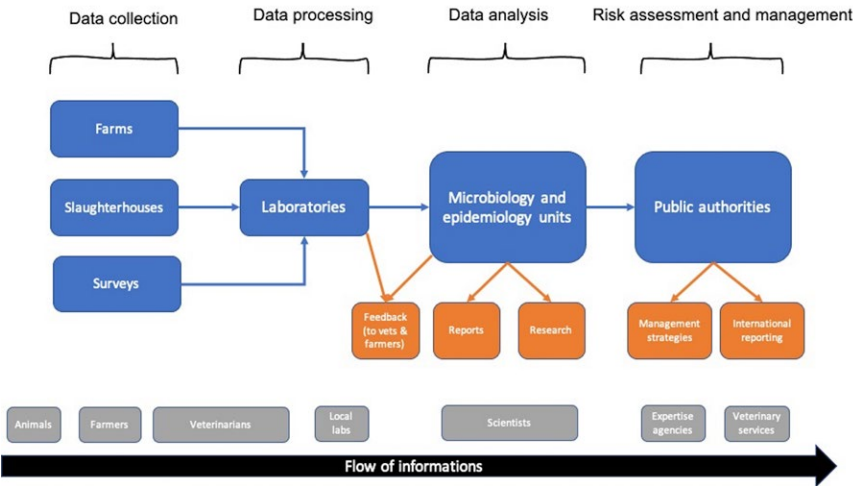 Data collection
Data processing
Data analysis
Risk assessment and management
Farms
Slaughterhouses
Surveys
Laboratories
Microbiology and
epidemiology units
Public authorities
Feedback
(to vets &
farmers)
Reports
Research
Management
strategies
International
reporting
Animals
Farmers
Veterinarians
Local
labs
Scientists
Expertise
agencies
Veterinary
services
Flow of informations